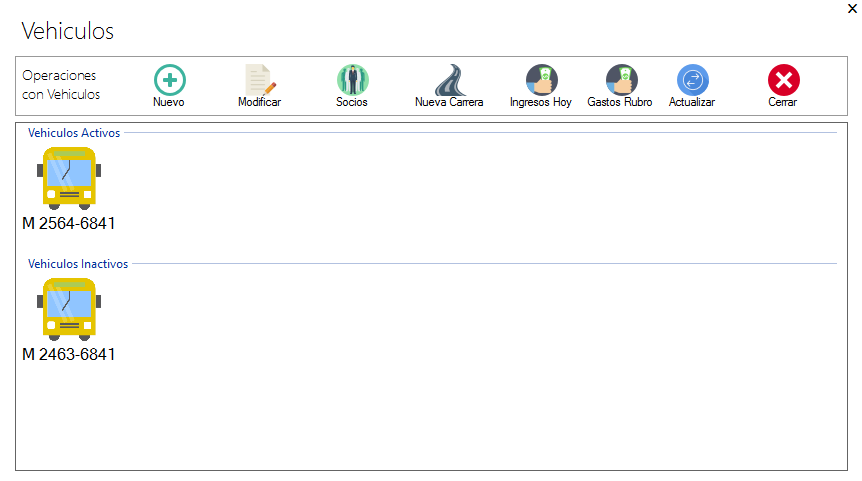 Vehiculos
Operaciones
con Vehiculos
Nuevo
Modificar
Socios
Nueva Carrera
Ingresos Hoy
Gastos Rubro
Actualizar
Cerrar
Vehiculos Activos
M 2564-6841
Vehiculos Inactivos
M 2463-6841